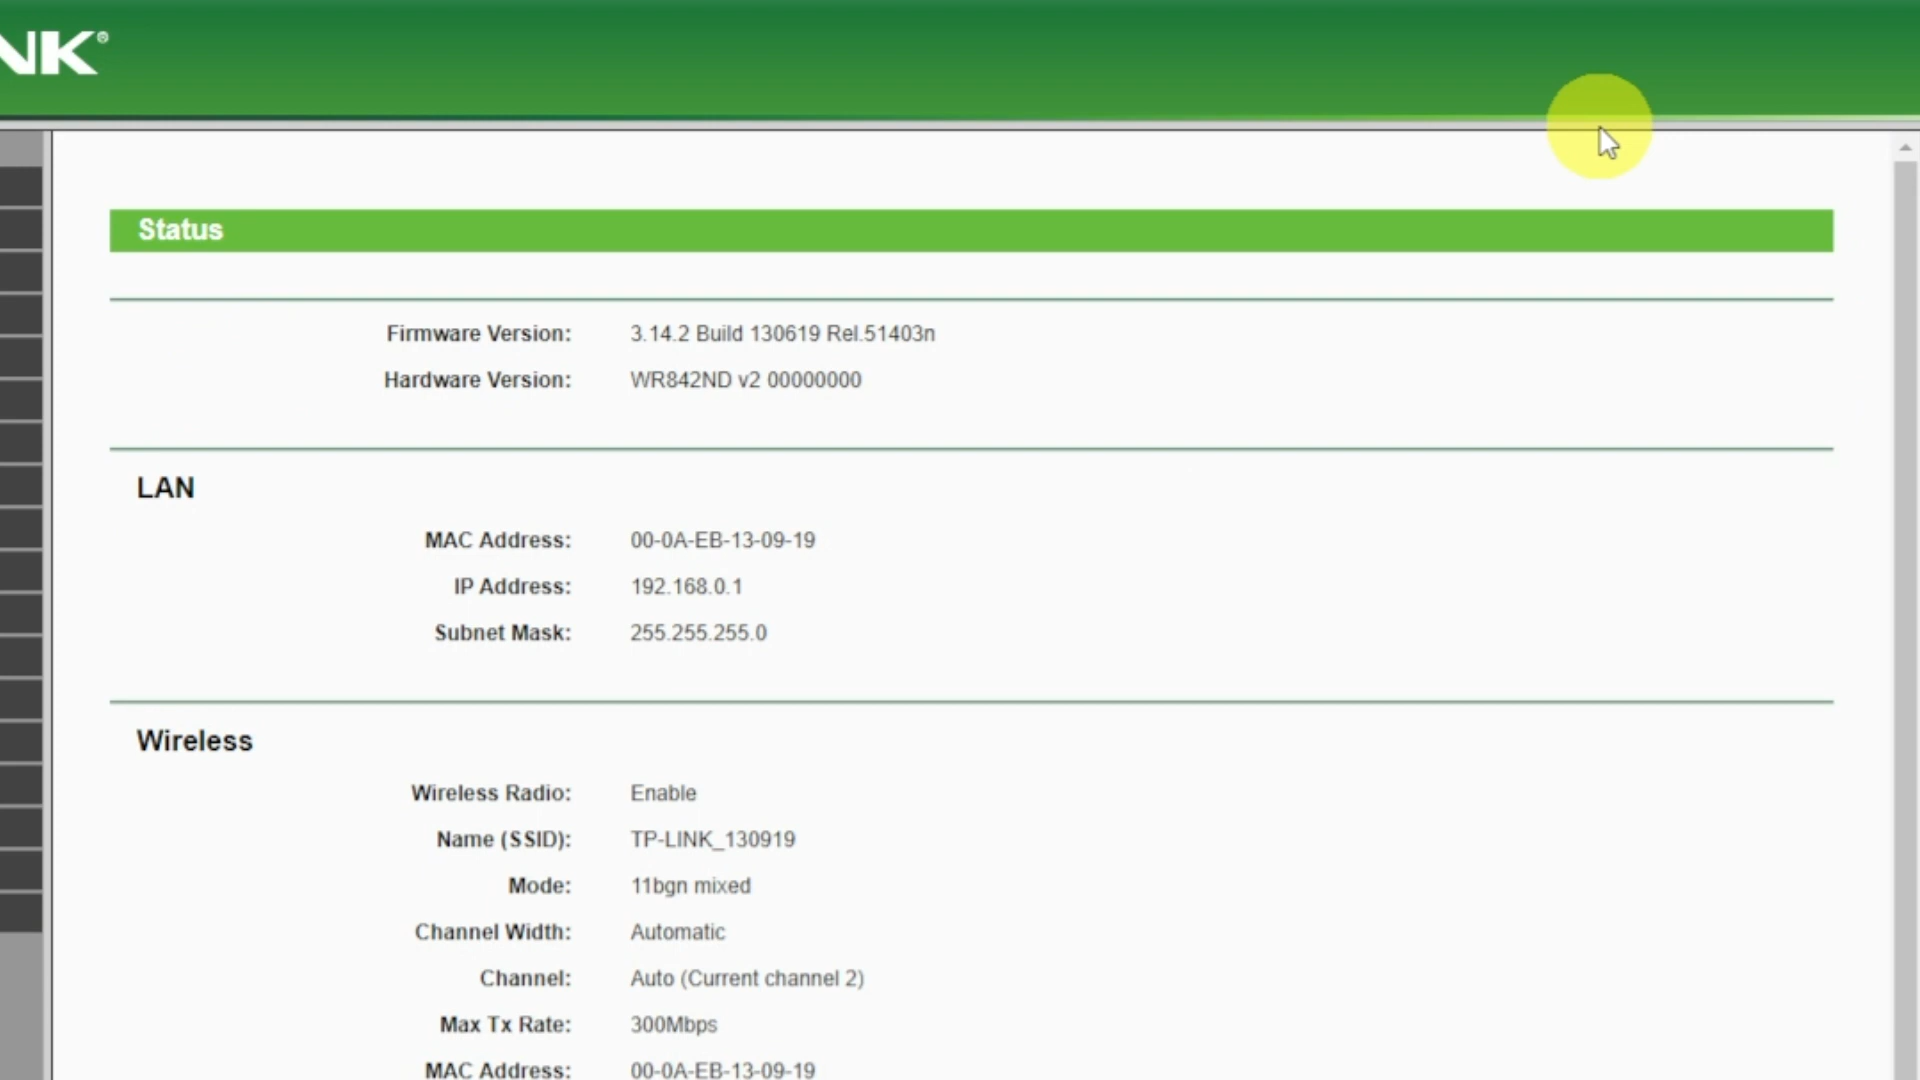 NK®
Status
Firmware Version: 3.14.2 Build 130619 Rel.51403n
Hardware Version: WR842ND v2 00000000
LAN
MAC Address: 00-0A-EB-13-09-19
IP Address: 192.168.0.1
Subnet Mask: 255.255.255.0
Wireless
Wireless Radio: Enable
Name (SSID): TP-LINK_130919
Mode: 11bgn mixed
Channel Width: Automatic
Channel: Auto (Current channel 2)
Max Tx Rate: 300Mbps
MAC Address: 00-0A-EB-13-09-19